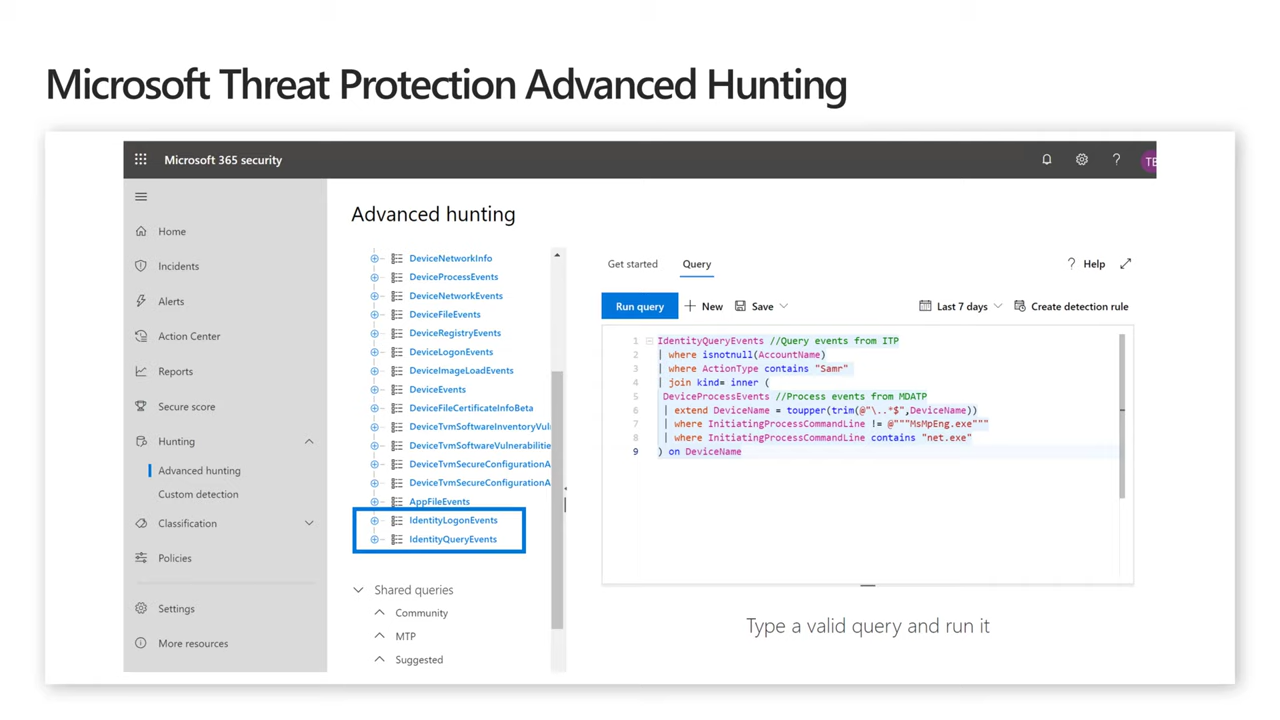 Microsoft Threat Protection Advanced Hunting
Microsoft 365 security
?
TB
Home
Incidents
Alerts
Action Center
Reports
Secure score
Hunting
Advanced hunting
Custom detection
Classification
Policies
Settings
More resources
Advanced hunting
DeviceNetworkInfo
DeviceProcessEvents
DeviceNetworkEvents
DeviceFileEvents
DeviceRegistryEvents
DeviceLogonEvents
DeviceImageLoadEvents
DeviceEvents
DeviceFileCertificateInfoBeta
DeviceTvmSoftwareInventoryVul
DeviceTvmSoftwareVulnerabilitie
DeviceTvmSecureConfigurationA
DeviceTvmSecureConfigurationA
AppFileEvents
IdentityLogonEvents
IdentityQueryEvents
Shared queries
Community
MTP
Suggested
Get started Query
? Help
Run query + New Save
Last 7 days Create detection rule
1 IdentityQueryEvents //Query events from ITP
2 | where isnotnull(AccountName)
3 | where ActionType contains "Samr"
4 | join kind= inner (
5 DeviceProcessEvents //Process events from MDATP
6 | extend DeviceName = toupper(trim(@"\..*$",DeviceName))
7 | where InitiatingProcessCommandLine != @"""MsMpEng.exe"""
8 | where InitiatingProcessCommandLine contains "net.exe"
9 ) on DeviceName
Type a valid query and run it